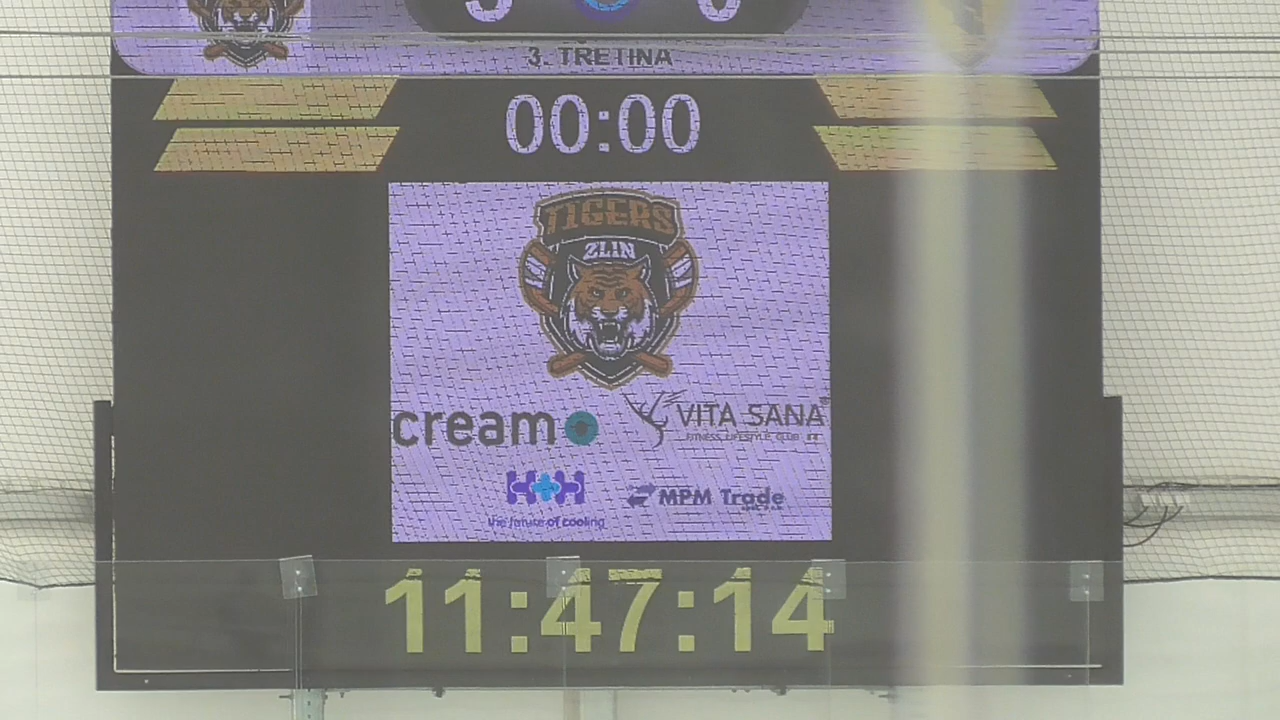 3. TRETINA
00:00
TIGERS
ZLIN
creamo
VITA SANA
FITNESS, LIFESTYLE, CLUB
H+H
MPM Trade
the future of cooling
11:47:14